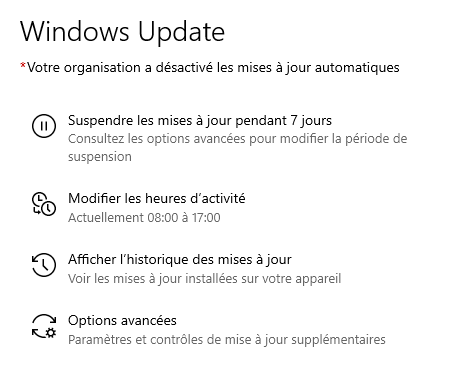 Windows Update
*Votre organisation a désactivé les mises à jour automatiques
Suspendre les mises à jour pendant 7 jours
Consultez les options avancées pour modifier la période de
suspension
Modifier les heures d’activité
Actuellement 08:00 à 17:00
Afficher l’historique des mises à jour
Voir les mises à jour installées sur votre appareil
Options avancées
Paramètres et contrôles de mise à jour supplémentaires